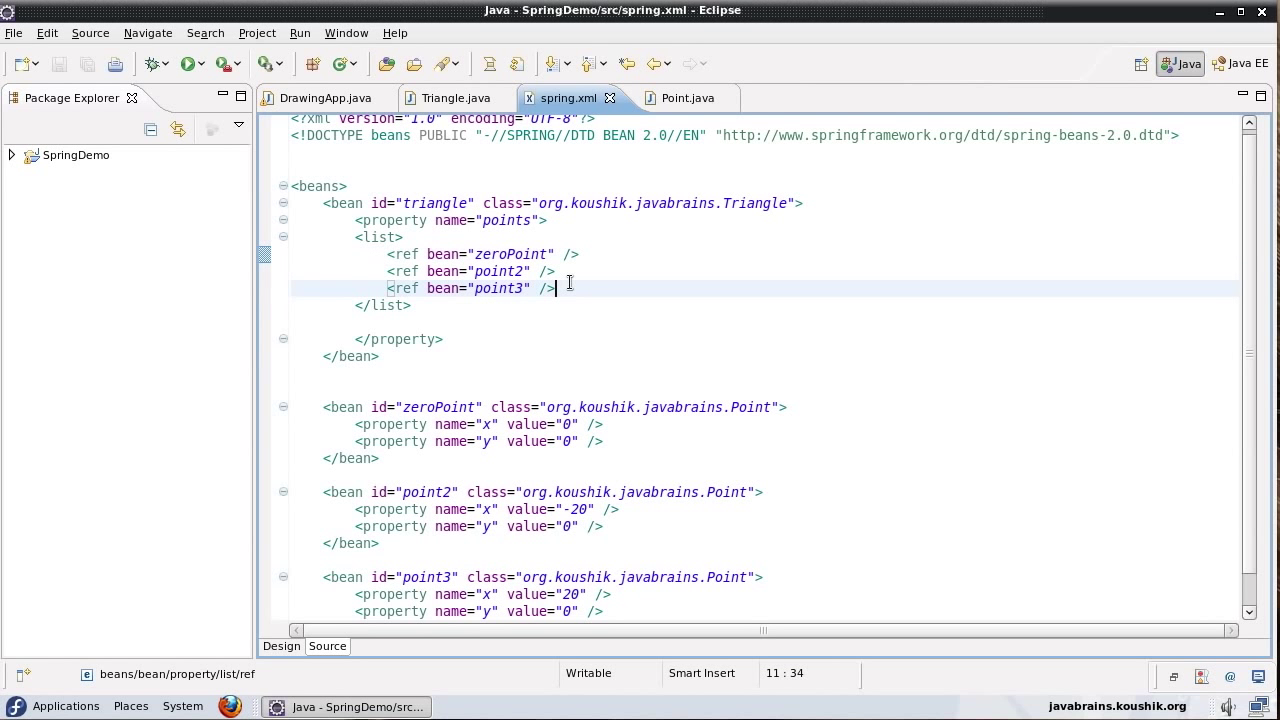 Java - SpringDemo/src/spring.xml - Eclipse
File Edit Source Navigate Search Project Run Window Help
Java Java EE
Package Explorer
DrawingApp.java Triangle.java spring.xml Point.java
SpringDemo
<?xml version="1.0" encoding="UTF-8"?>
<!DOCTYPE beans PUBLIC "-//SPRING//DTD BEAN 2.0//EN" "http://www.springframework.org/dtd/spring-beans-2.0.dtd">
<beans>
<bean id="triangle" class="org.koushik.javabrains.Triangle">
<property name="points">
<list>
<ref bean="zeroPoint" />
<ref bean="point2" />
<ref bean="point3" />
</list>
</property>
</bean>
<bean id="zeroPoint" class="org.koushik.javabrains.Point">
<property name="x" value="0" />
<property name="y" value="0" />
</bean>
<bean id="point2" class="org.koushik.javabrains.Point">
<property name="x" value="-20" />
<property name="y" value="0" />
</bean>
<bean id="point3" class="org.koushik.javabrains.Point">
<property name="x" value="20" />
<property name="y" value="0" />
Design Source
beans/bean/property/list/ref Writable Smart Insert 11 : 34
Applications Places System Java - SpringDemo/src... javabrains.koushik.org